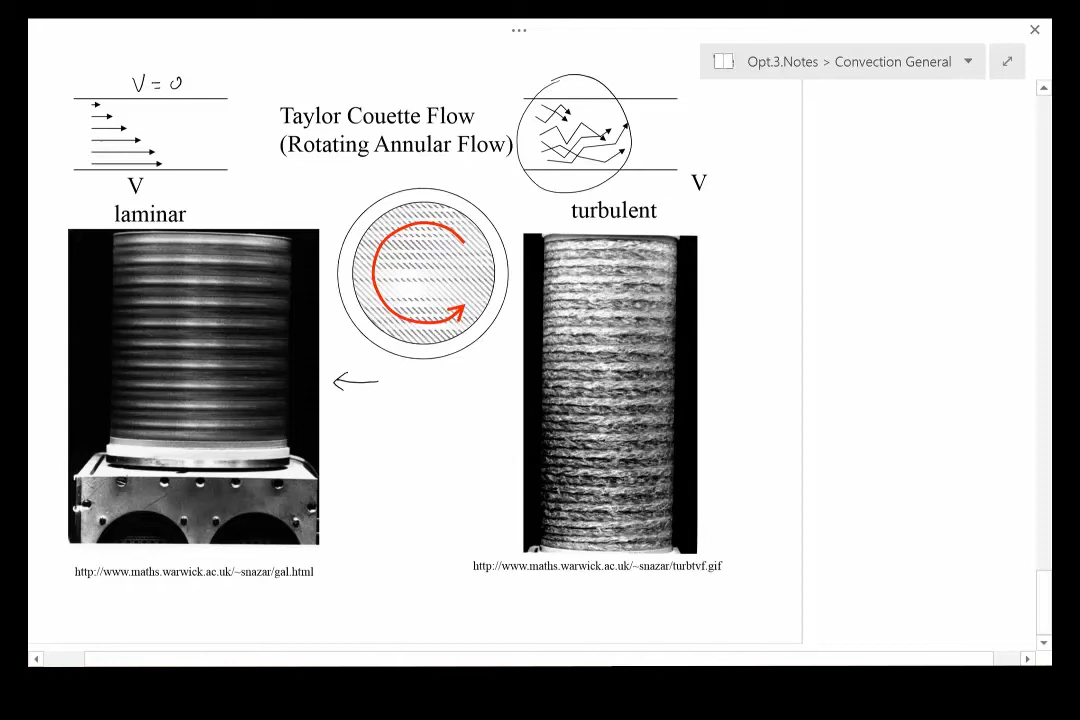 Opt.3.Notes > Convection General
V = 0
Taylor Couette Flow
(Rotating Annular Flow)
V
laminar
V
turbulent
http://www.maths.warwick.ac.uk/~snazar/gal.html
http://www.maths.warwick.ac.uk/~snazar/turbtvf.gif